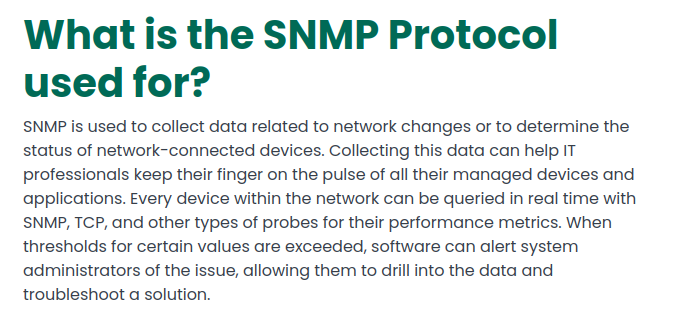 What is the SNMP Protocol
used for?
SNMP is used to collect data related to network changes or to determine the
status of network-connected devices. Collecting this data can help IT
professionals keep their finger on the pulse of all their managed devices and
applications. Every device within the network can be queried in real time with
SNMP, TCP, and other types of probes for their performance metrics. When
thresholds for certain values are exceeded, software can alert system
administrators of the issue, allowing them to drill into the data and
troubleshoot a solution.